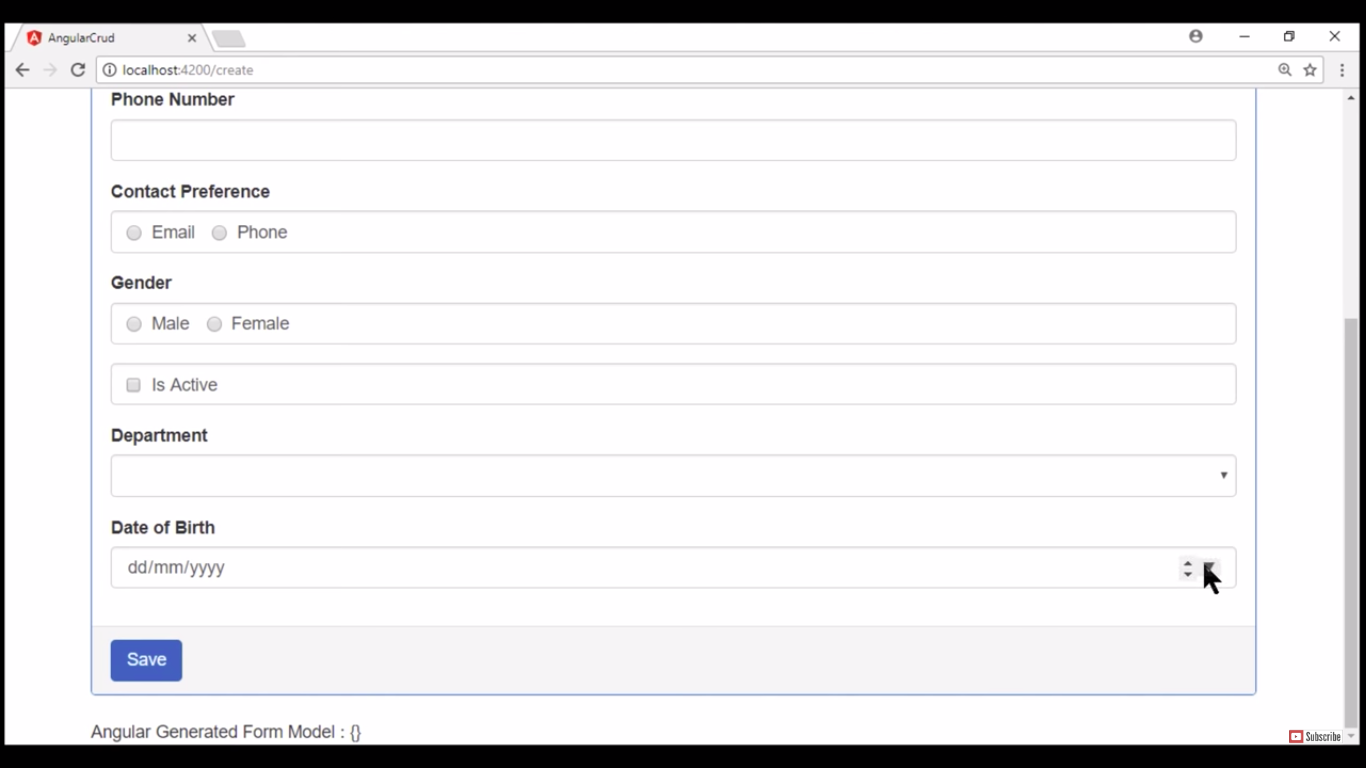 AngularCrud
localhost:4200/create
Phone Number
Contact Preference
Email Phone
Gender
Male Female
Is Active
Department
Date of Birth
dd/mm/yyyy
Save
Angular Generated Form Model : {}
Subscribe